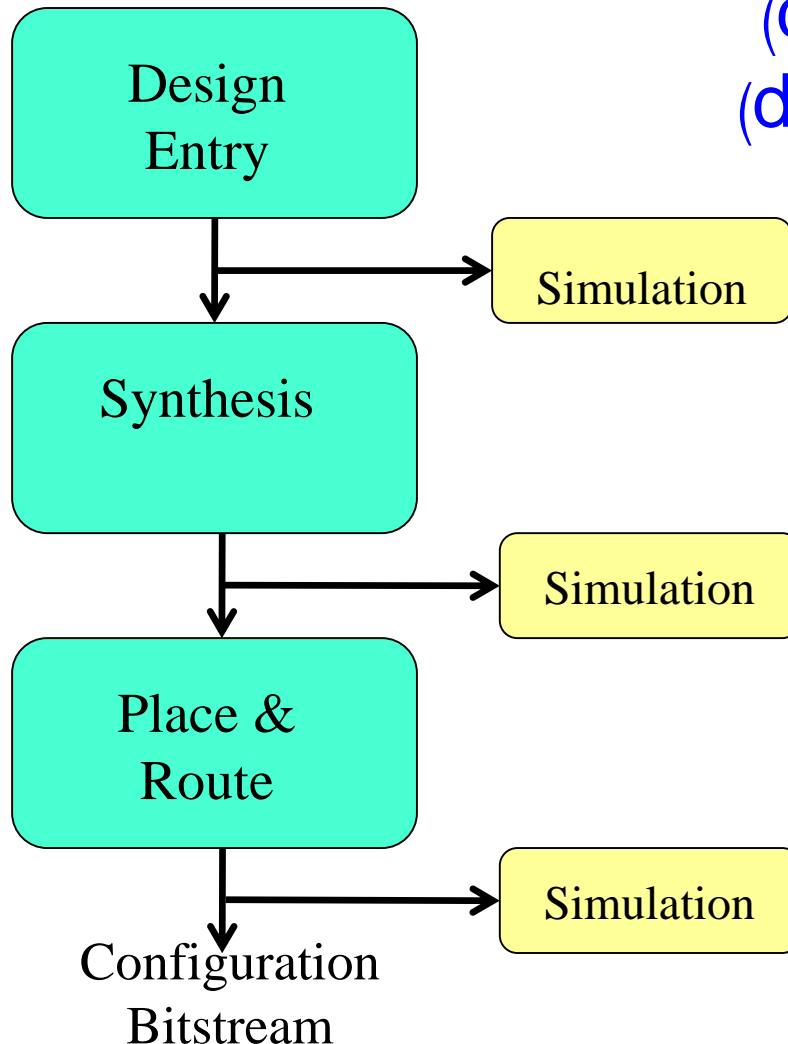 Design
Entry
Simulation
Synthesis
Simulation
Place &
Route
Simulation
Configuration
Bitstream